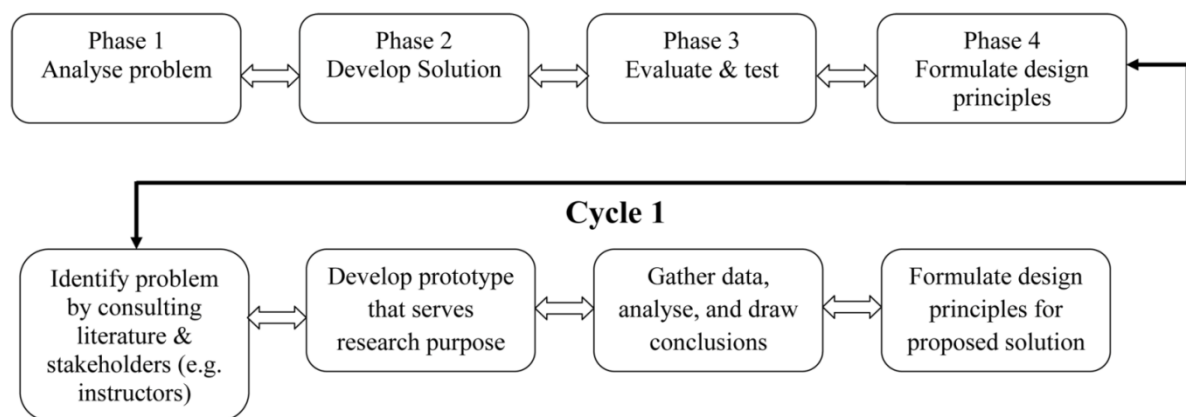 Phase 1
Analyse problem
Phase 2
Develop Solution
Phase 3
Evaluate & test
Phase 4
Formulate design
principles
Cycle 1
Identify problem
by consulting
literature &
stakeholders (e.g.
instructors)
Develop prototype
that serves
research purpose
Gather data,
analyse, and draw
conclusions
Formulate design
principles for
proposed solution